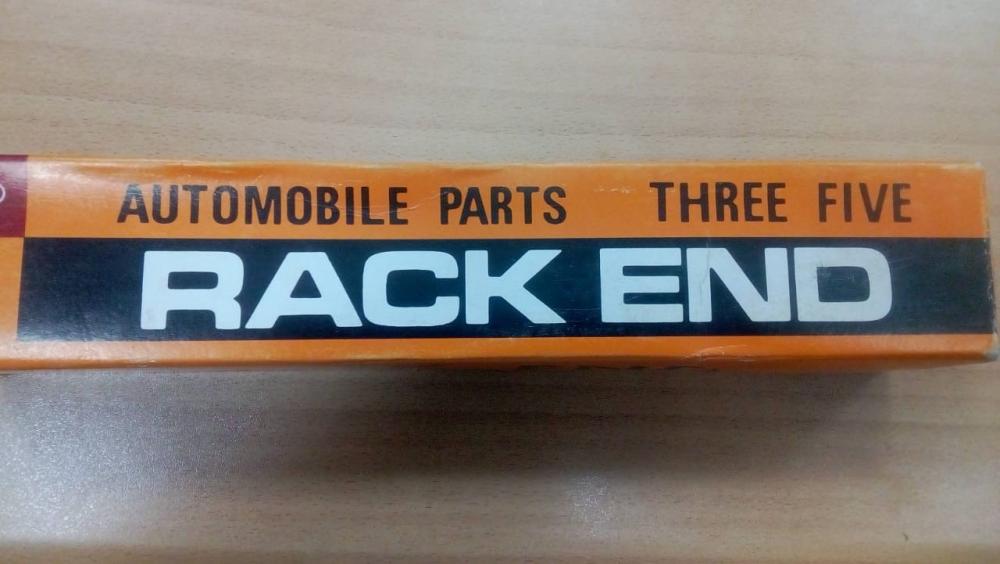 AUTOMOBILE PARTS THREE FIVE
RACK END